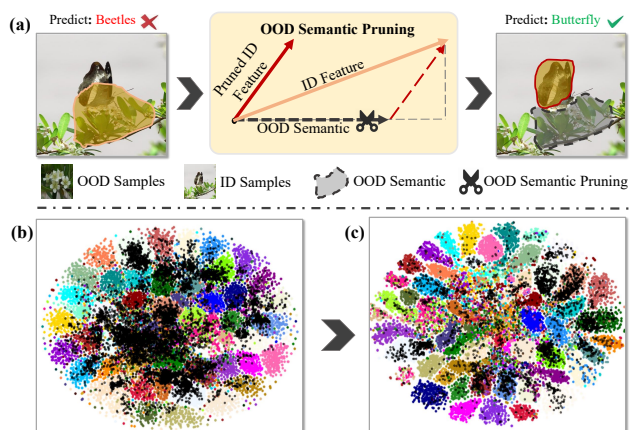 (a)
Predict: Beetles
OOD Semantic Pruning
Pruned ID
Feature
ID Feature
OOD Semantic
Predict: Butterfly
OOD Samples
ID Samples
OOD Semantic
OOD Semantic Pruning
(b)
(c)